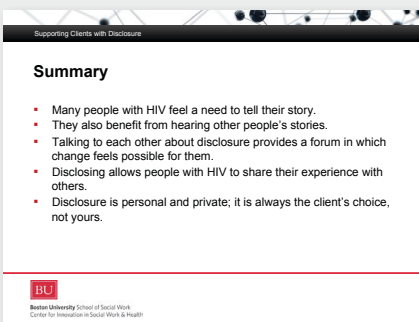 Supporting Clients with Disclosure
Summary
▪ Many people with HIV feel a need to tell their story.
▪ They also benefit from hearing other people's stories.
▪ Talking to each other about disclosure provides a forum in which
change feels possible for them.
▪ Disclosing allows people with HIV to share their experience with
others.
▪ Disclosure is personal and private; it is always the client's choice,
not yours.
BU
Boston University School of Social Work
Center for Innovation in Social Work & Health